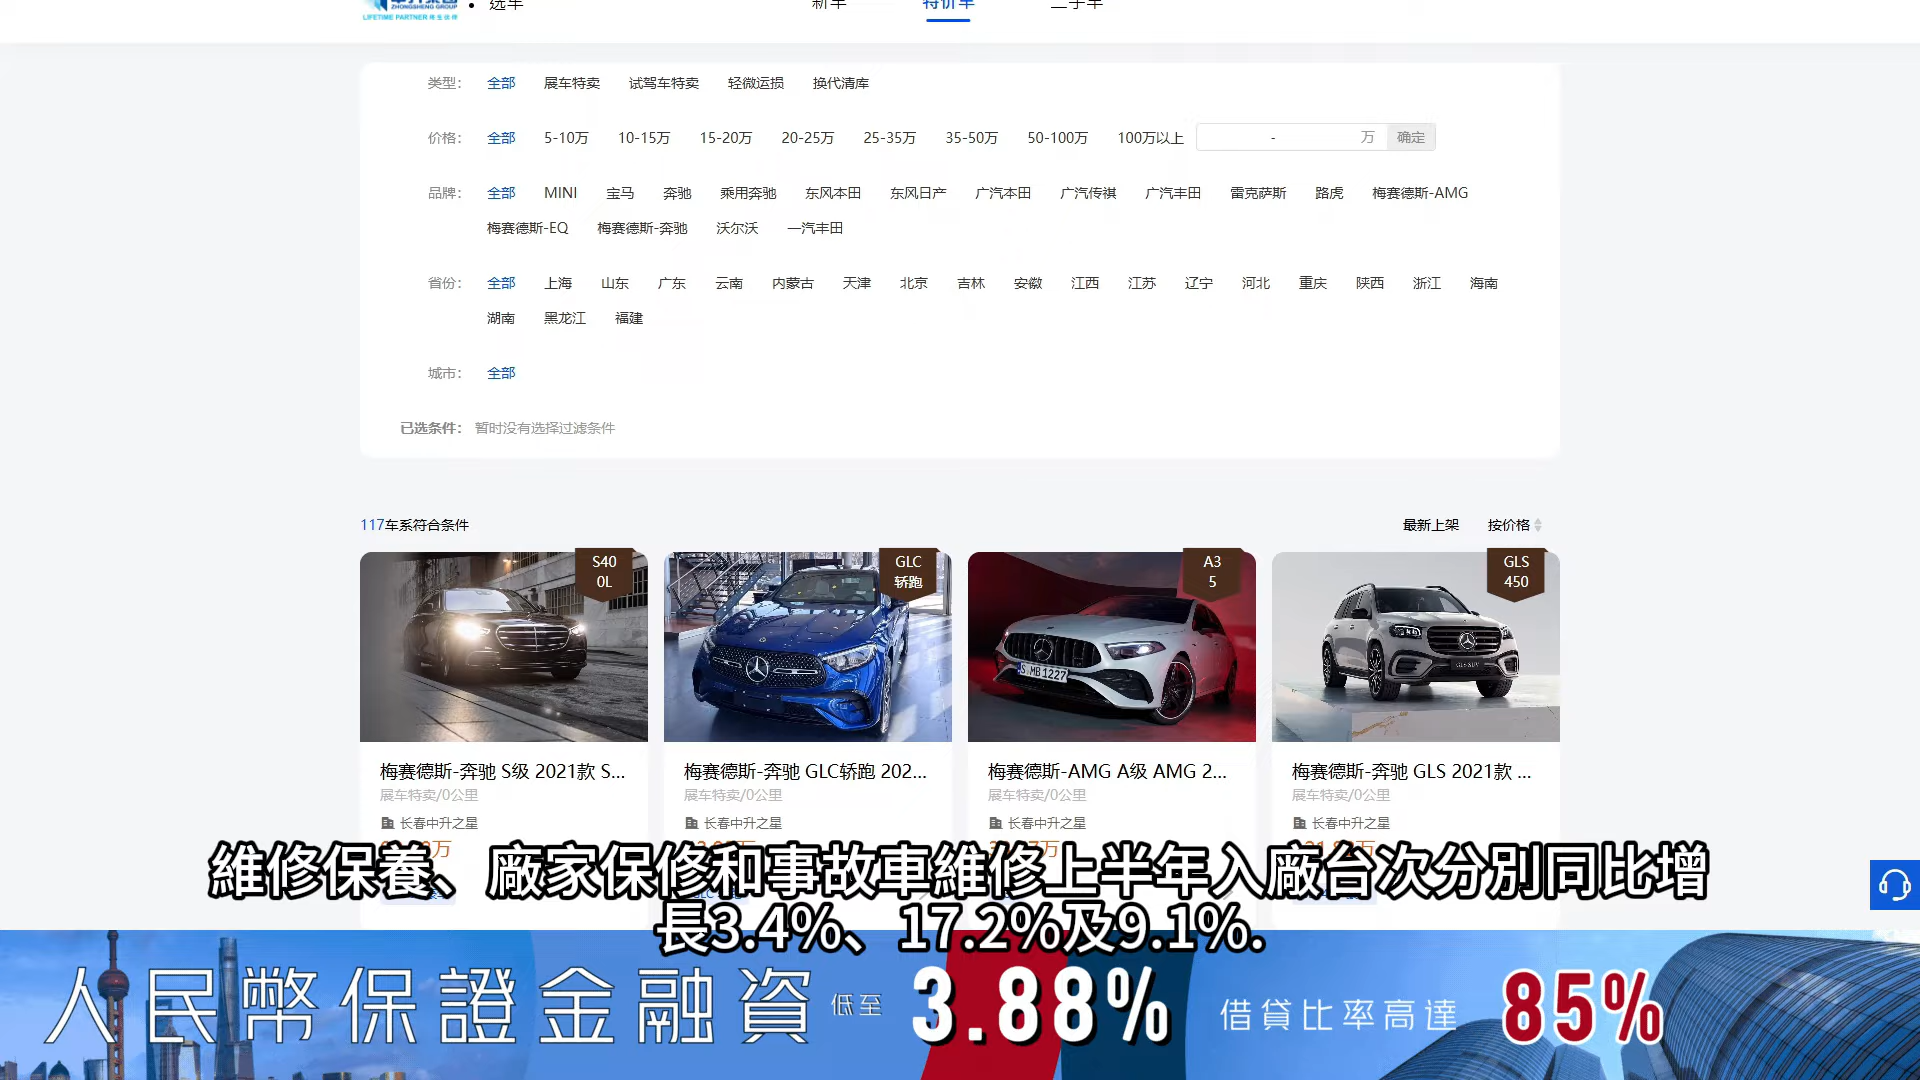 ZHONGSHENG GROUP
LIFETIME PARTNER 终生伙伴
选车
新车 特价车 二手车
类型： 全部 展车特卖 试驾车特卖 轻微运损 换代清库
价格： 全部 5-10万 10-15万 15-20万 20-25万 25-35万 35-50万 50-100万 100万以上 - 万 确定
品牌： 全部 MINI 宝马 奔驰 乘用奔驰 东风本田 东风日产 广汽本田 广汽传祺 广汽丰田 雷克萨斯 路虎 梅赛德斯-AMG
梅赛德斯-EQ 梅赛德斯-奔驰 沃尔沃 一汽丰田
省份： 全部 上海 山东 广东 云南 内蒙古 天津 北京 吉林 安徽 江西 江苏 辽宁 河北 重庆 陕西 浙江 海南
湖南 黑龙江 福建
城市： 全部
已选条件： 暂时没有选择过滤条件
117车系符合条件 最新上架 按价格
S40
0L
GLC
轿跑
A3
5
GLS
450
S·MB 1227
梅赛德斯-奔驰 S级 2021款 S... 梅赛德斯-奔驰 GLC轿跑 202... 梅赛德斯-AMG A级 AMG 2... 梅赛德斯-奔驰 GLS 2021款 ...
展车特卖/0公里 展车特卖/0公里 展车特卖/0公里 展车特卖/0公里
长春中升之星 长春中升之星 长春中升之星 长春中升之星
維修保養、廠家保修和事故車維修上半年入廠台次分別同比增
長3.4%、17.2%及9.1%.
人民幣保證金融資 低至 3.88% 借貸比率高達 85%